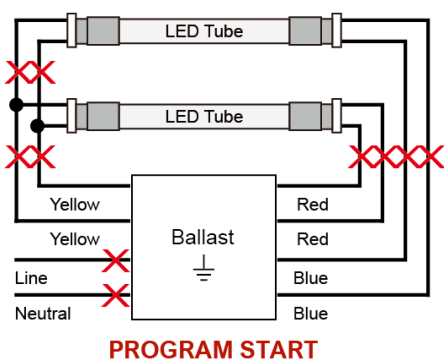 LED Tube
LED Tube
Yellow
Red
Yellow
Ballast
Red
Line
Blue
Neutral
Blue
PROGRAM START